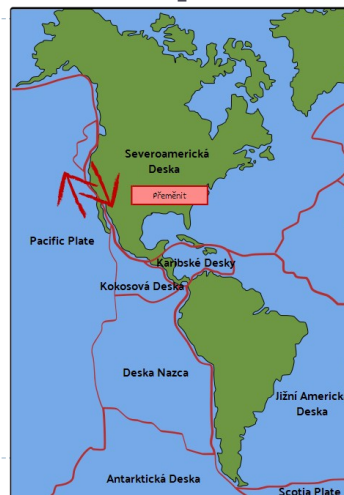 Severoamerická
Deska
Přeměnit
Pacific Plate
Karibské Desky
Kokosová Deska
Deska Nazca
Jižní Americk
Deska
Antarktická Deska
Scotia Plate